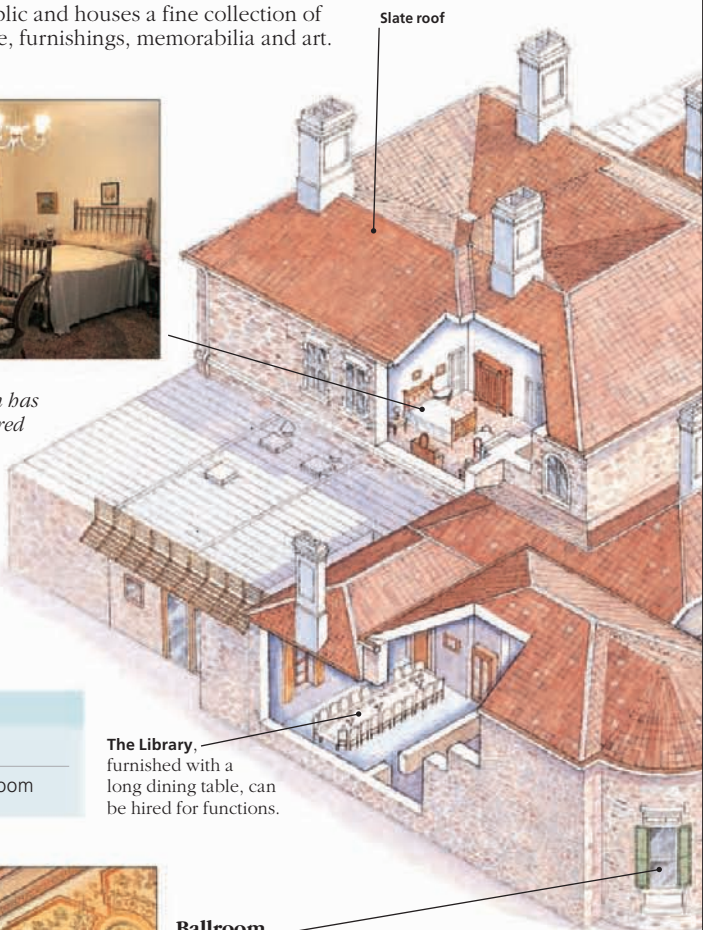 blic and houses a fine collection of
e, furnishings, memorabilia and art.
Slate roof
n has
red
oom
The Library,
furnished with a
long dining table, can
be hired for functions.
Ballroom